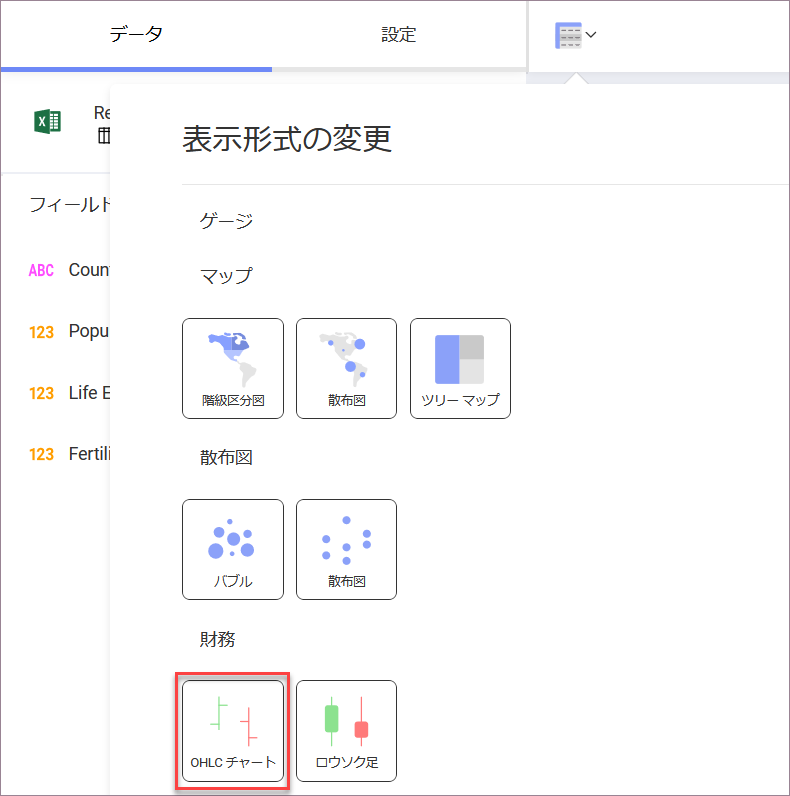 データ
設定
Re
表示形式の変更
フィールド
ゲージ
マップ
ABC Coun
123 Popu
123 Life E
123 Fertili
階級区分図
散布図
ツリー マップ
散布図
バブル
散布図
財務
OHLC チャート
ロウソク足